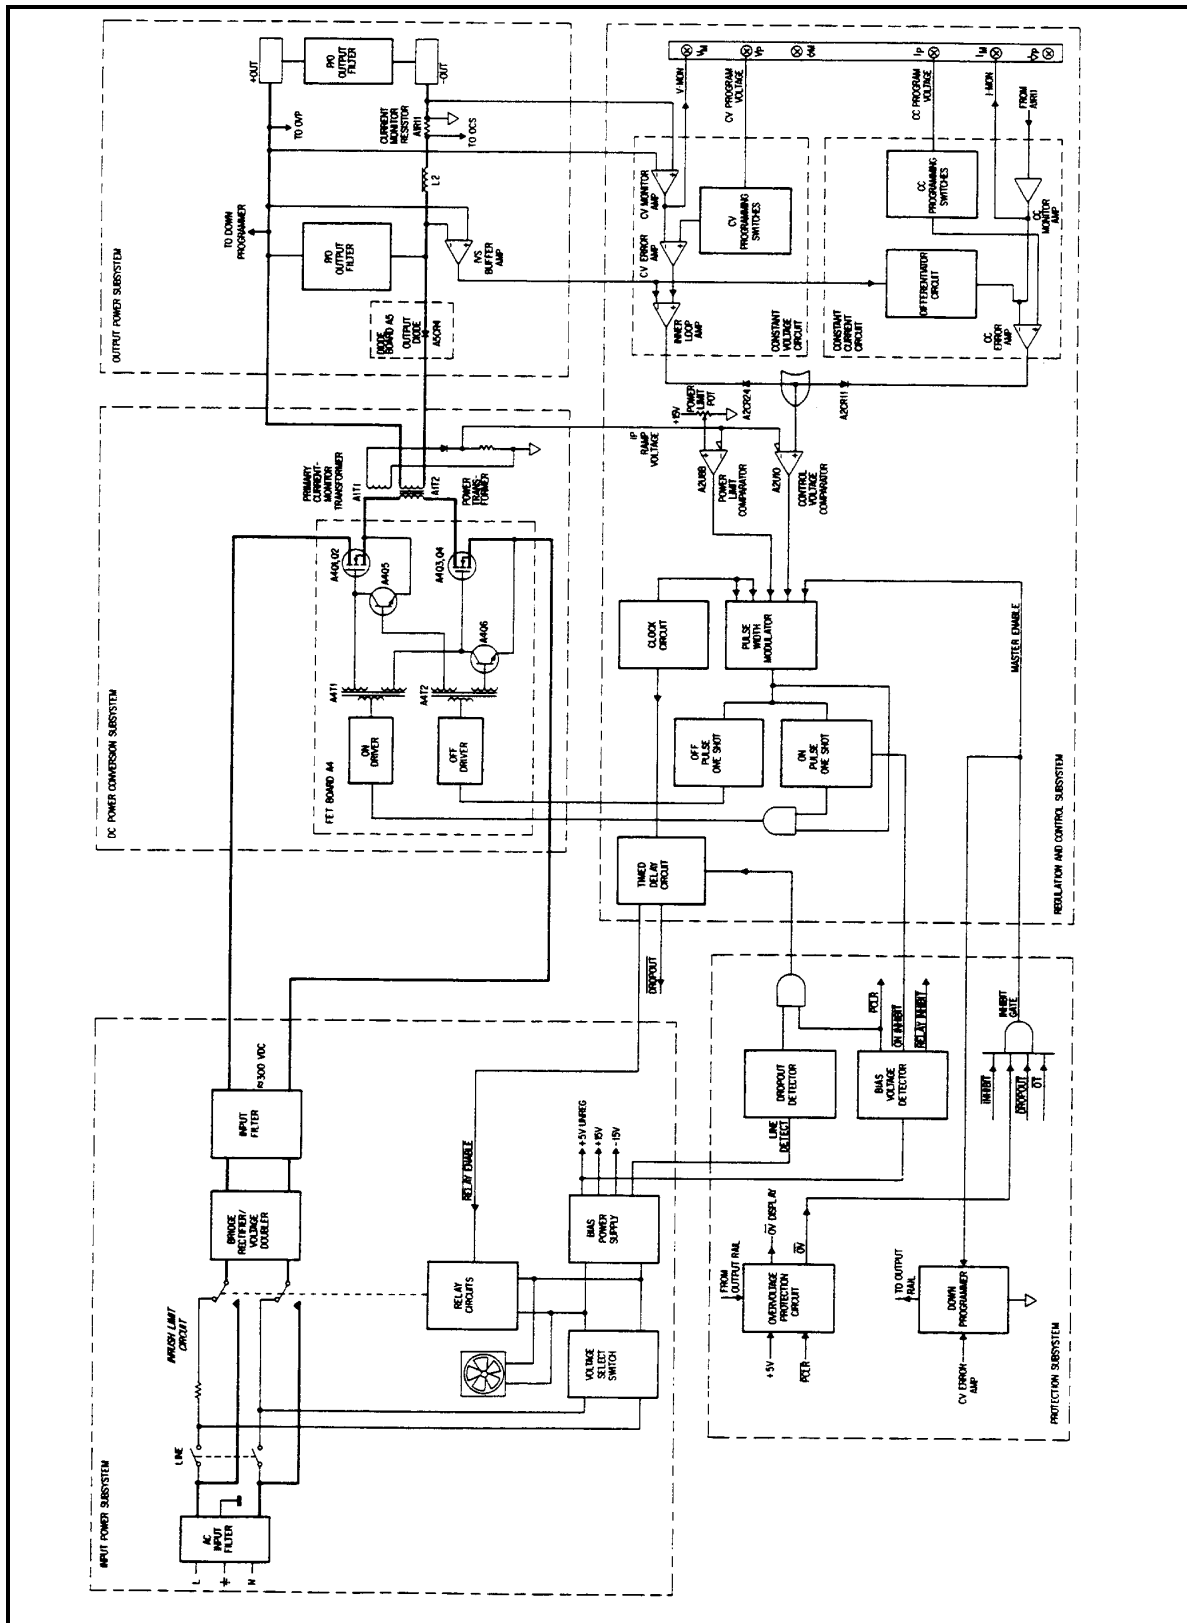 INPUT POWER SUBSYSTEM
L
N
AC
INPUT
FILTER
LINE
INRUSH LIMIT
CIRCUIT
BRIDGE
RECTIFIER/
VOLTAGE
DOUBLER
INPUT
FILTER
≈300 VDC
VOLTAGE
SELECT
SWITCH
RELAY
CIRCUITS
RELAY ENABLE
BIAS
POWER
SUPPLY
+5V UNREG
+15V
-15V
DC POWER CONVERSION SUBSYSTEM
FET BOARD A4
ON
DRIVER
OFF
DRIVER
A4T1
A4T2
A4Q1,Q2
A4Q5
A4Q3,Q4
A4Q6
PRIMARY
CURRENT-
MONITOR
TRANSFORMER
A1T1
A1T2
POWER
TRANS
FORMER
OUTPUT POWER SUBSYSTEM
DIODE
BOARD A5
OUTPUT
DIODE
A5CR4
TO DOWN
PROGRAMMER
P/O
OUTPUT
FILTER
IVS
BUFFER
AMP
L2
TO OVP
CURRENT
MONITOR
RESISTOR
A1R11
TO OCS
+OUT
P/O
OUTPUT
FILTER
-OUT
PROTECTION SUBSYSTEM
+5V
PCLR
FROM
OUTPUT RAIL
OVERVOLTAGE
PROTECTION
CIRCUIT
OV DISPLAY
OV
CV ERROR
AMP
TO OUTPUT
RAIL
DOWN
PROGRAMMER
LINE
DETECT
DROPOUT
DETECTOR
BIAS
VOLTAGE
DETECTOR
PCLR
ON INHIBIT
RELAY INHIBIT
INHIBIT
DROPOUT
OT
INHIBIT
GATE
REGULATION AND CONTROL SUBSYSTEM
DROPOUT
TIMED
DELAY
CIRCUIT
OFF
PULSE
ONE SHOT
ON
PULSE
ONE SHOT
CLOCK
CIRCUIT
PULSE
WIDTH
MODULATOR
MASTER ENABLE
IP
RAMP
VOLTAGE
+15V
POWER
LIMIT
POT
A2U8B
POWER
LIMIT
COMPARATOR
A2U10
CONTROL
VOLTAGE
COMPARATOR
A2CR24
A2CR11
INNER
LOOP
AMP
CV ERROR
AMP
CV MONITOR
AMP
CV
PROGRAMMING
SWITCHES
CONSTANT
VOLTAGE
CIRCUIT
CONSTANT
CURRENT
CIRCUIT
DIFFERENTIATOR
CIRCUIT
CC
PROGRAMMING
SWITCHES
CC
ERROR
AMP
CC
MONITOR
AMP
V-MON
CV PROGRAM
VOLTAGE
CC PROGRAM
VOLTAGE
I-MON
FROM
A1R11
VM
VP
IP
IM